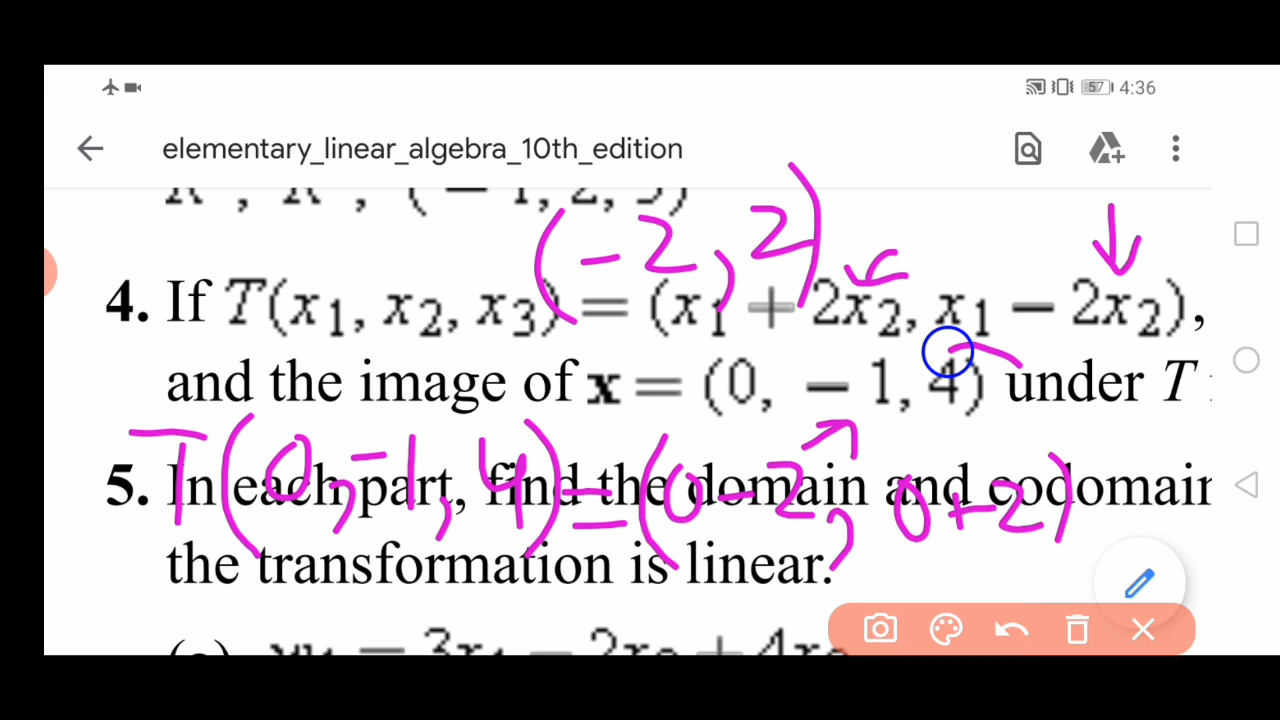 57 4:36
elementary_linear_algebra_10th_edition
(-2, 2)
4. If T(x₁, x₂, x₃) = (x₁ + 2x₂, x₁ − 2x₂),
and the image of x = (0, −1, 4) under T
T(0, -1, 4) = (0-2, 0+2)
5. In each part, find the domain and codomain
the transformation is linear.